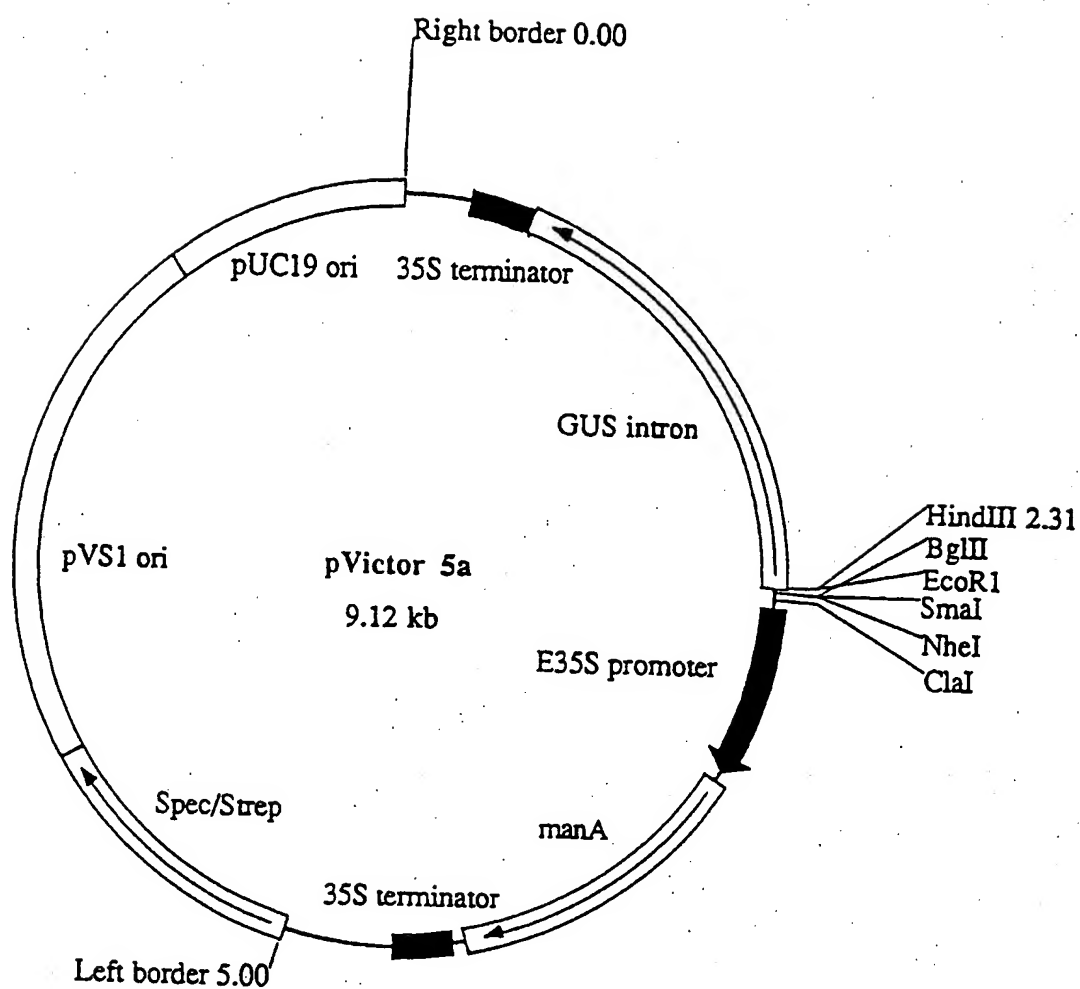 Right border 0.00
pUC19 ori
35S terminator
GUS intron
HindIII 2.31
BglII
EcoR1
SmaI
NheI
ClaI
pVS1 ori
pVictor 5a
9.12 kb
E35S promoter
Spec/Strep
manA
35S terminator
Left border 5.00